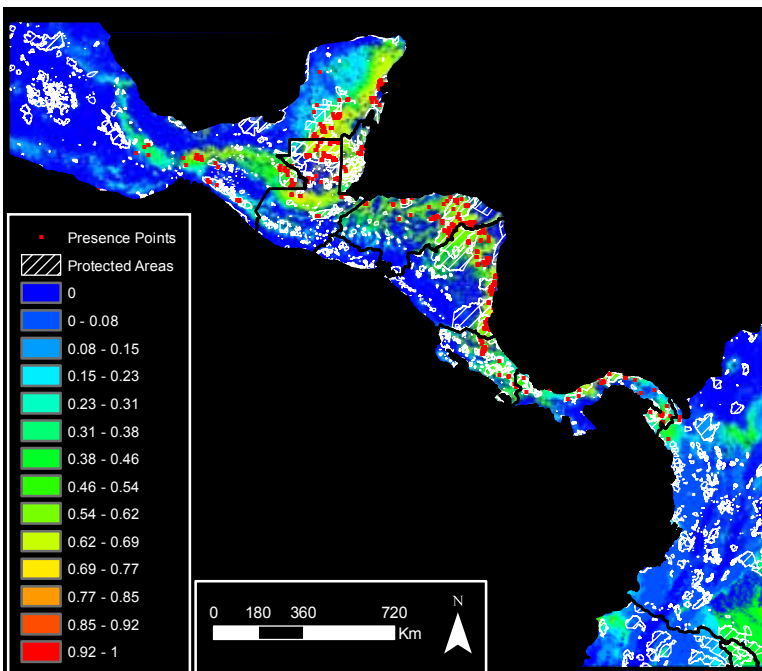 Presence Points
Protected Areas
0
0 - 0.08
0.08 - 0.15
0.15 - 0.23
0.23 - 0.31
0.31 - 0.38
0.38 - 0.46
0.46 - 0.54
0.54 - 0.62
0.62 - 0.69
0.69 - 0.77
0.77 - 0.85
0.85 - 0.92
0.92 - 1
0 180 360 720
Km
N